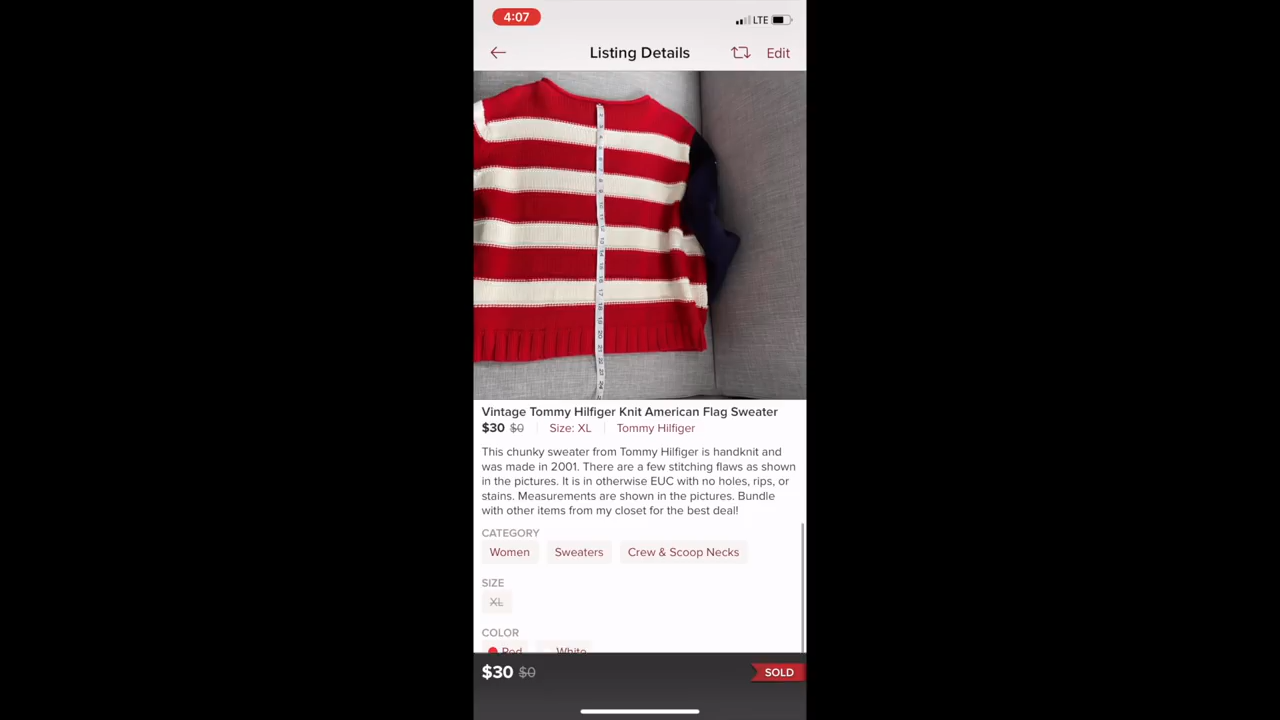 4:07
LTE
Listing Details
Edit
Vintage Tommy Hilfiger Knit American Flag Sweater
$30 $0 Size: XL Tommy Hilfiger
This chunky sweater from Tommy Hilfiger is handknit and
was made in 2001. There are a few stitching flaws as shown
in the pictures. It is in otherwise EUC with no holes, rips, or
stains. Measurements are shown in the pictures. Bundle
with other items from my closet for the best deal!
CATEGORY
Women Sweaters Crew & Scoop Necks
SIZE
XL
COLOR
Red White
$30 $0
SOLD